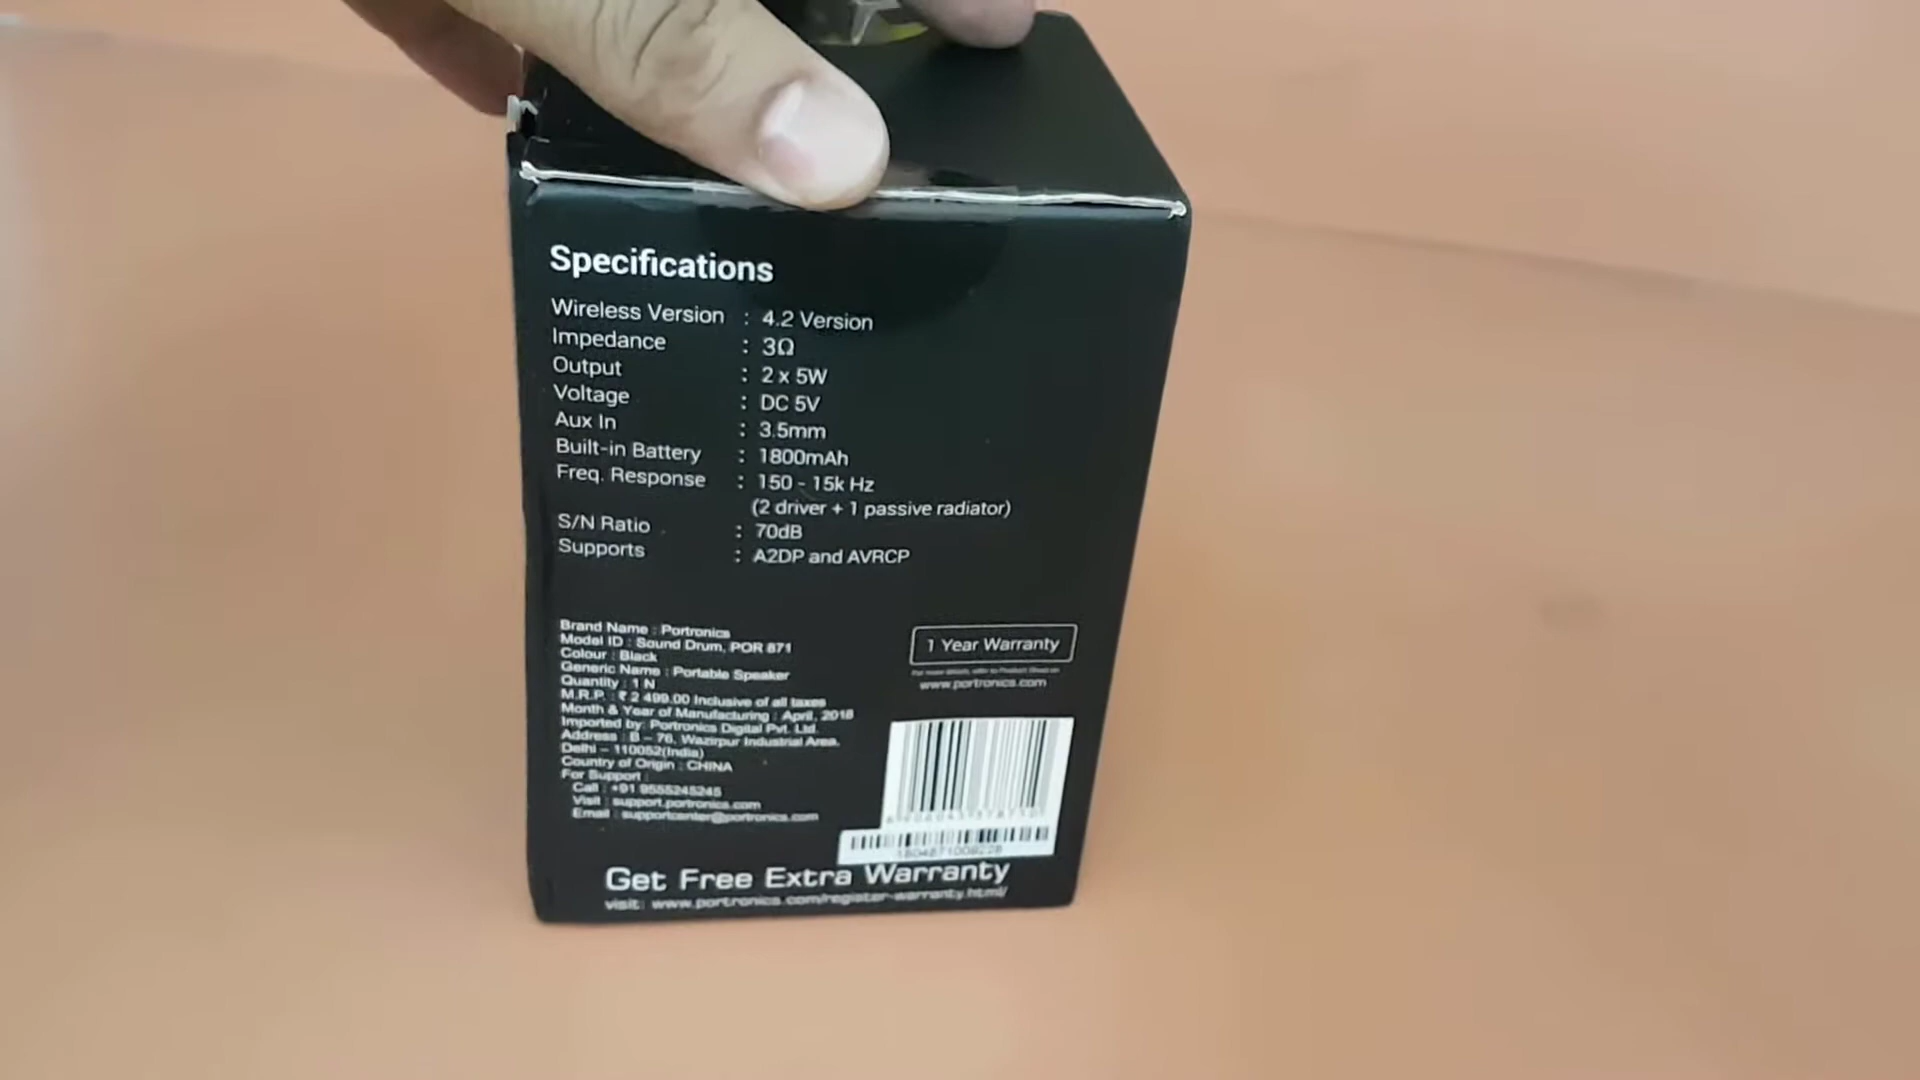 Specifications
Wireless Version : 4.2 Version
Impedance : 3Ω
Output : 2 x 5W
Voltage : DC 5V
Aux In : 3.5mm
Built-in Battery : 1800mAh
Freq. Response : 150 - 15k Hz
(2 driver + 1 passive radiator)
S/N Ratio : 70dB
Supports : A2DP and AVRCP
Brand Name : Portronics
Model ID : Sound Drum, POR 871
Colour : Black
Generic Name : Portable Speaker
Quantity : 1 N
M.R.P. : ₹ 2 499.00 Inclusive of all taxes
Month & Year of Manufacturing : April, 2018
Imported by: Portronics Digital Pvt. Ltd.
Address : B – 76, Wazirpur Industrial Area,
Delhi – 110052(India)
Country of Origin : CHINA
For Support :
Call : +91 9555245245
Visit : support.portronics.com
Email : supportcenter@portronics.com
1 Year Warranty
www.portronics.com
Get Free Extra Warranty
visit: www.portronics.com/register-warranty.html/